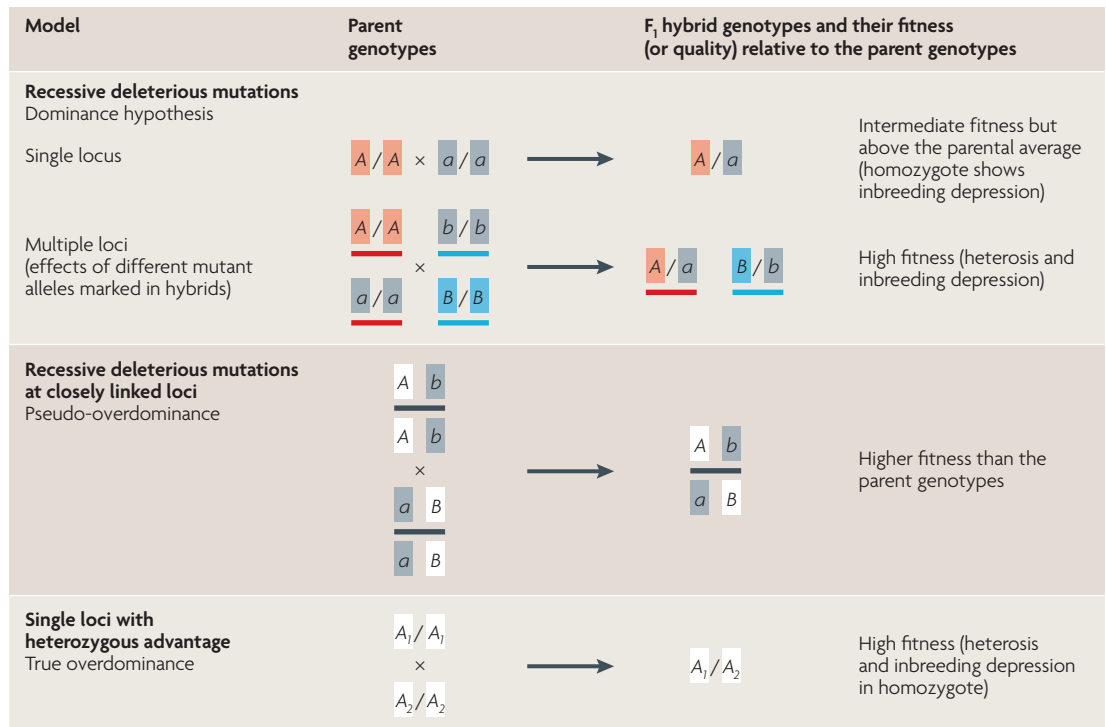 Model
Parent
genotypes
F₁ hybrid genotypes and their fitness
(or quality) relative to the parent genotypes
Recessive deleterious mutations
Dominance hypothesis
Single locus
A / A × a / a
A / a
Intermediate fitness but
above the parental average
(homozygote shows
inbreeding depression)
Multiple loci
(effects of different mutant
alleles marked in hybrids)
A / A b / b
×
a / a B / B
A / a B / b
High fitness (heterosis and
inbreeding depression)
Recessive deleterious mutations
at closely linked loci
Pseudo-overdominance
A b
A b
×
a B
a B
A b
a B
Higher fitness than the
parent genotypes
Single loci with
heterozygous advantage
True overdominance
A₁ / A₁
×
A₂ / A₂
A₁ / A₂
High fitness (heterosis
and inbreeding depression
in homozygote)